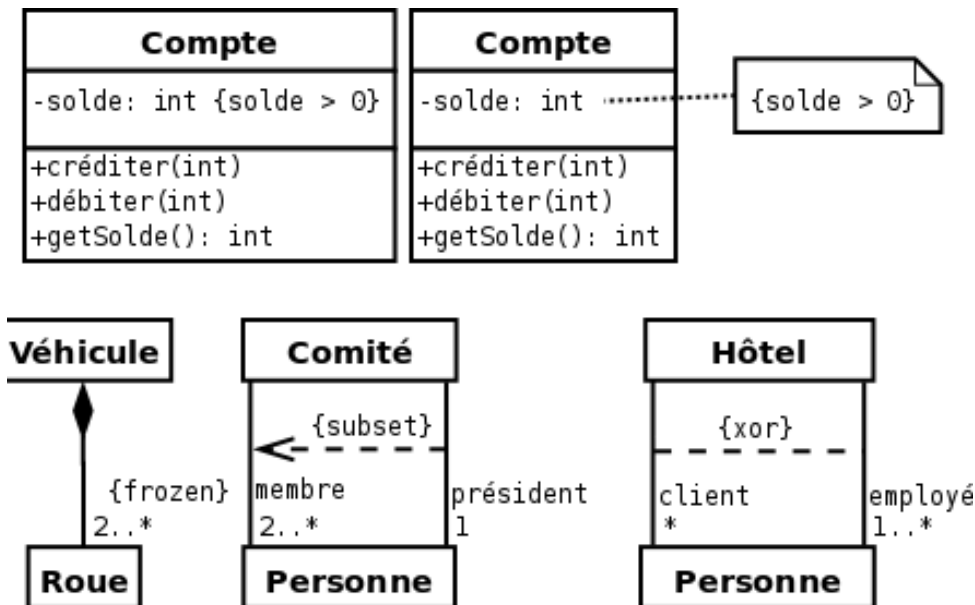 Compte
-solde: int {solde > 0}
+créditer(int)
+débiter(int)
+getSolde(): int
Compte
-solde: int
+créditer(int)
+débiter(int)
+getSolde(): int
{solde > 0}
Véhicule
{frozen}
2..*
Roue
Comité
{subset}
membre
2..*
président
1
Personne
Hôtel
{xor}
client
*
employé
1..*
Personne